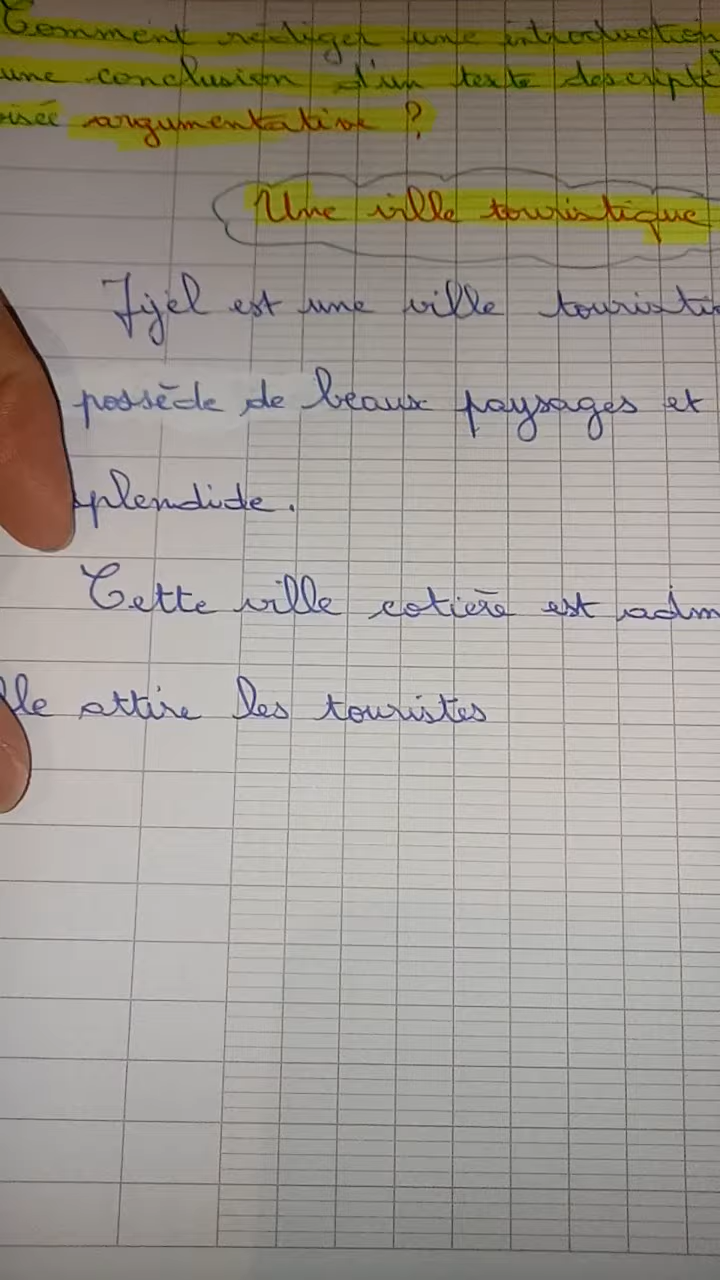 Comment rédiger une introduction
une conclusion d'un texte descripti
visée argumentative ?
Une ville touristique
Jijel est une ville touristi
possède de beaux paysages et
splendide.
Cette ville cotière est adm
lle attire les touristes